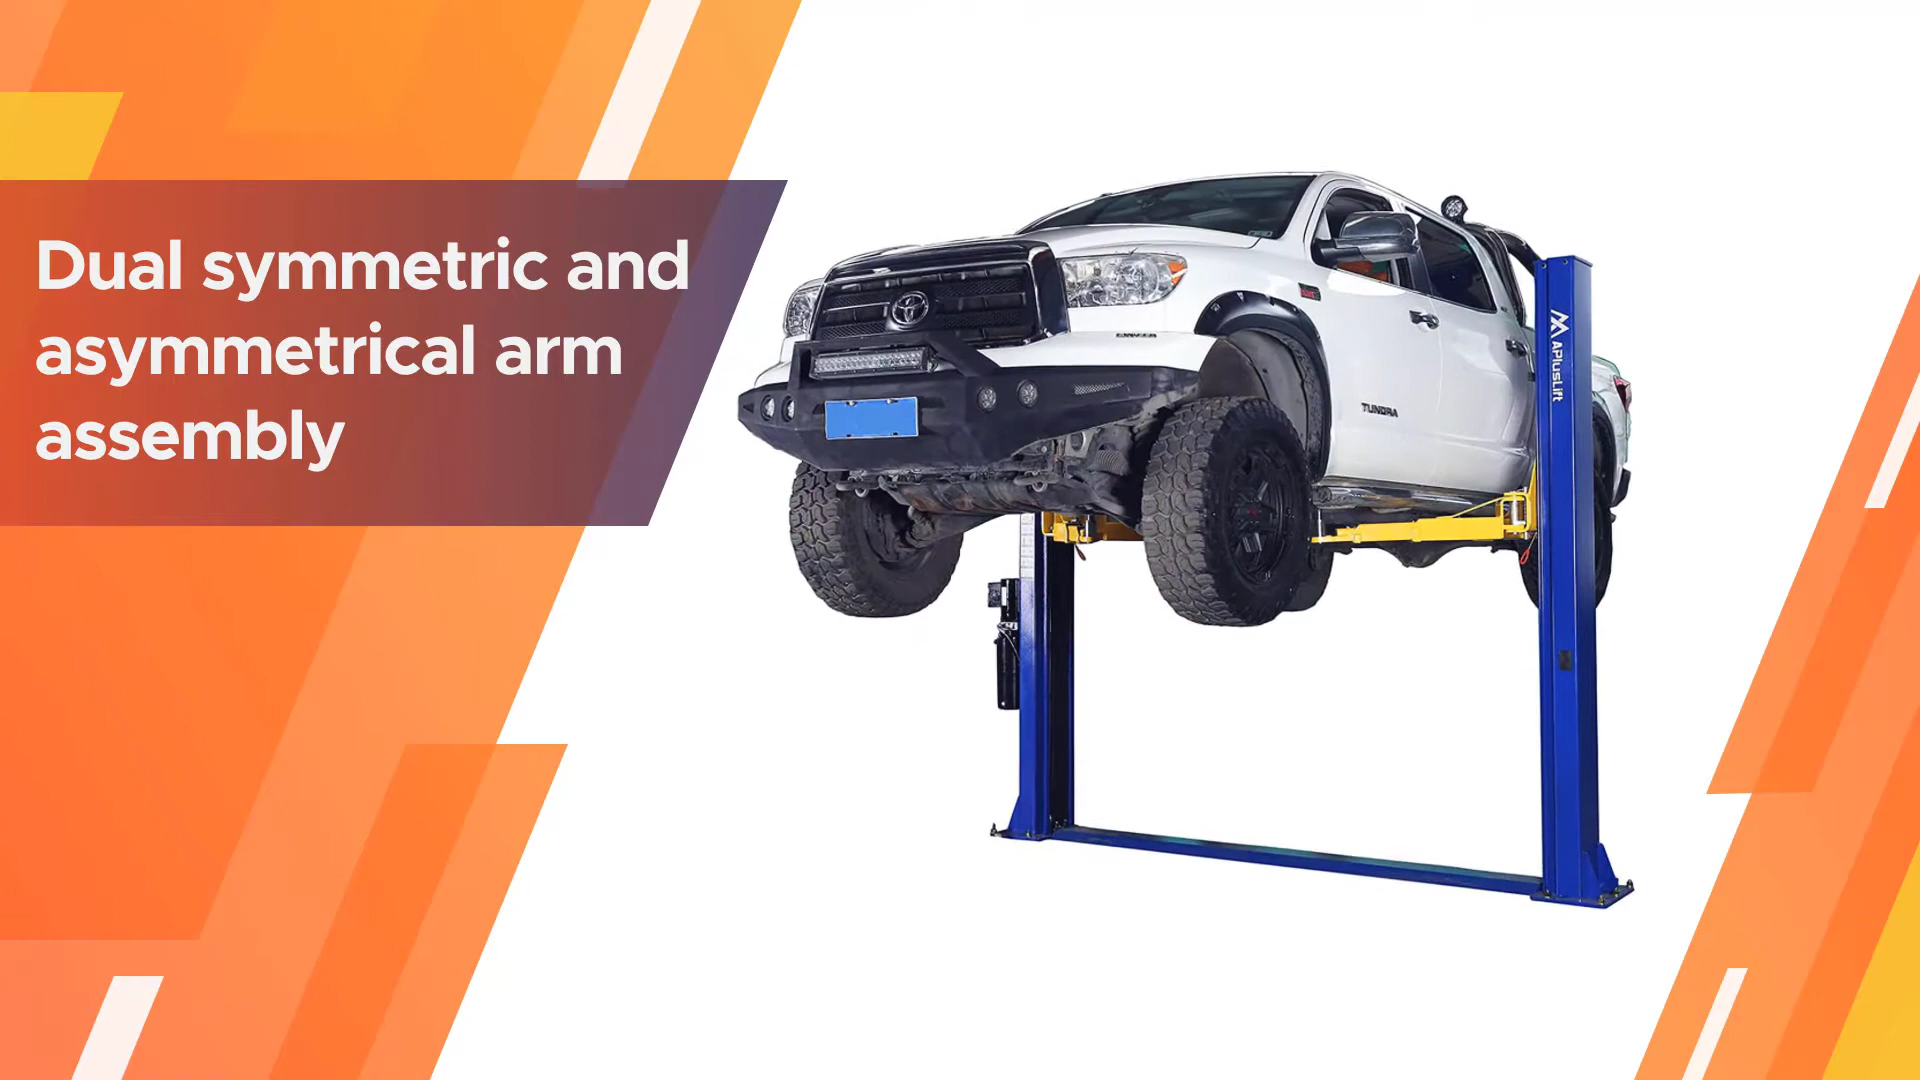 Dual symmetric and
asymmetrical arm
assembly
APlusLift
TUNDRA